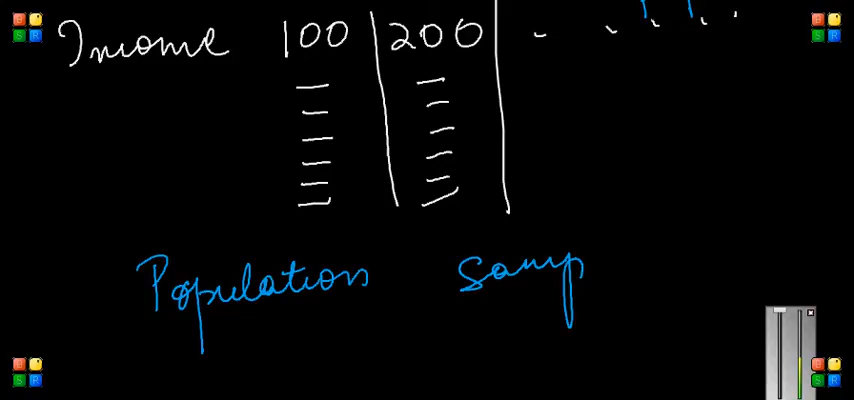 Income 100 200
Population Samp
B S R
B S R
B S R
B S R